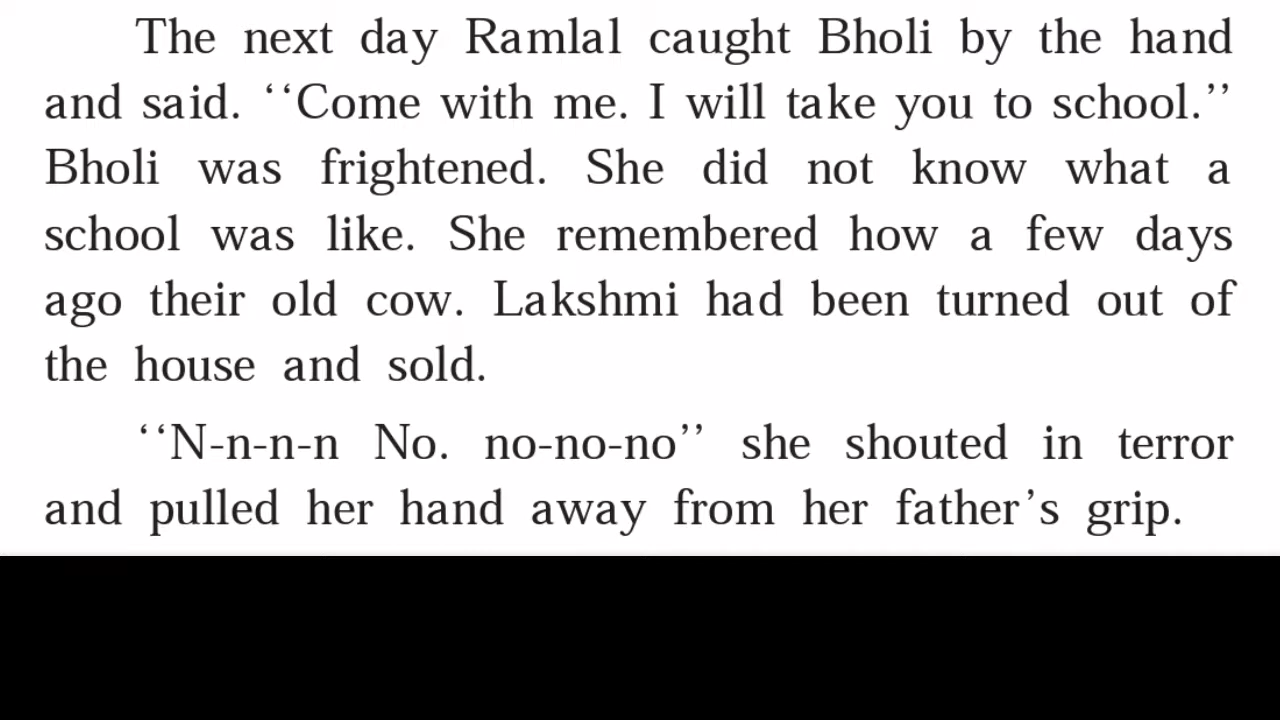 The next day Ramlal caught Bholi by the hand
and said. ‘‘Come with me. I will take you to school.’’
Bholi was frightened. She did not know what a
school was like. She remembered how a few days
ago their old cow. Lakshmi had been turned out of
the house and sold.
‘‘N-n-n-n No. no-no-no’’ she shouted in terror
and pulled her hand away from her father’s grip.